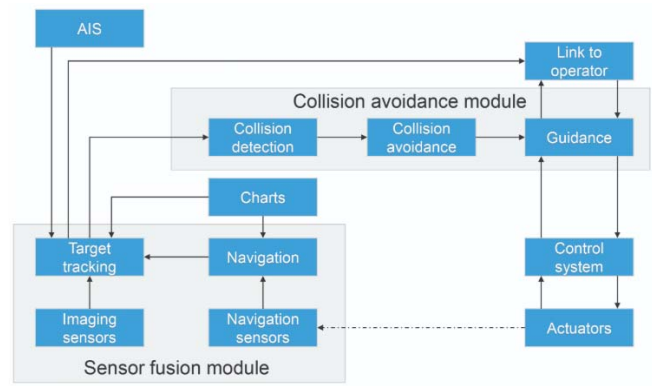 AIS
Link to
operator
Collision avoidance module
Collision
detection
Collision
avoidance
Guidance
Charts
Target
tracking
Navigation
Control
system
Imaging
sensors
Navigation
sensors
Actuators
Sensor fusion module